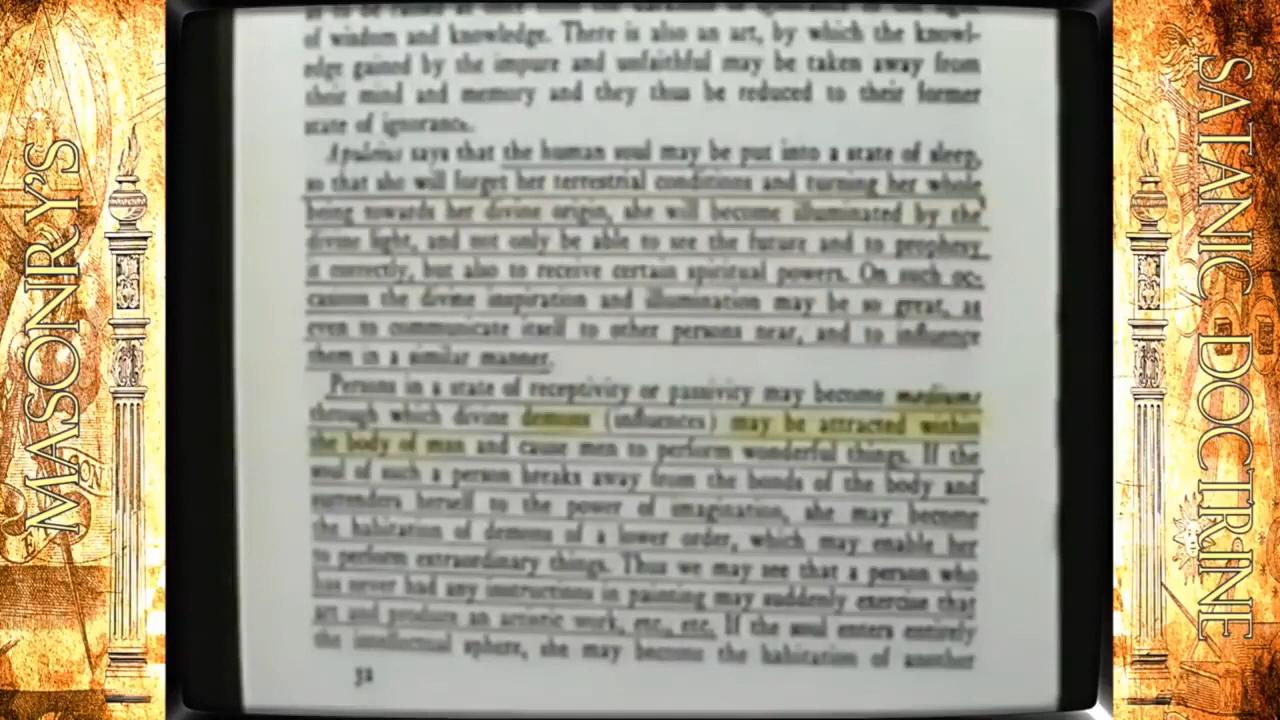 MASONRY'S
of wisdom and knowledge. There is also an art, by which the knowl-
edge gained by the impure and unfaithful may be taken away from
their mind and memory and they thus be reduced to their former
state of ignorance.
Apuleius says that the human soul may be put into a state of sleep,
so that she will forget her terrestrial conditions and turning her whole
being towards her divine origin, she will become illuminated by the
divine light, and not only be able to see the future and to prophesy
it correctly, but also to receive certain spiritual powers. On such oc-
casions the divine inspiration and illumination may be so great, as
even to communicate itself to other persons near, and to influence
them in a similar manner.
Persons in a state of receptivity or passivity may become mediums
through which divine demons (influences) may be attracted within
the body of man and cause men to perform wonderful things. If the
soul of such a person breaks away from the bonds of the body and
surrenders herself to the power of imagination, she may become
the habitation of demons of a lower order, which may enable her
to perform extraordinary things. Thus we may see that a person who
has never had any instructions in painting may suddenly exercise that
art and produce an artistic work, etc., etc. If the soul enters entirely
the intellectual sphere, she may become the habitation of another
32
SATANIC DOCTRINE